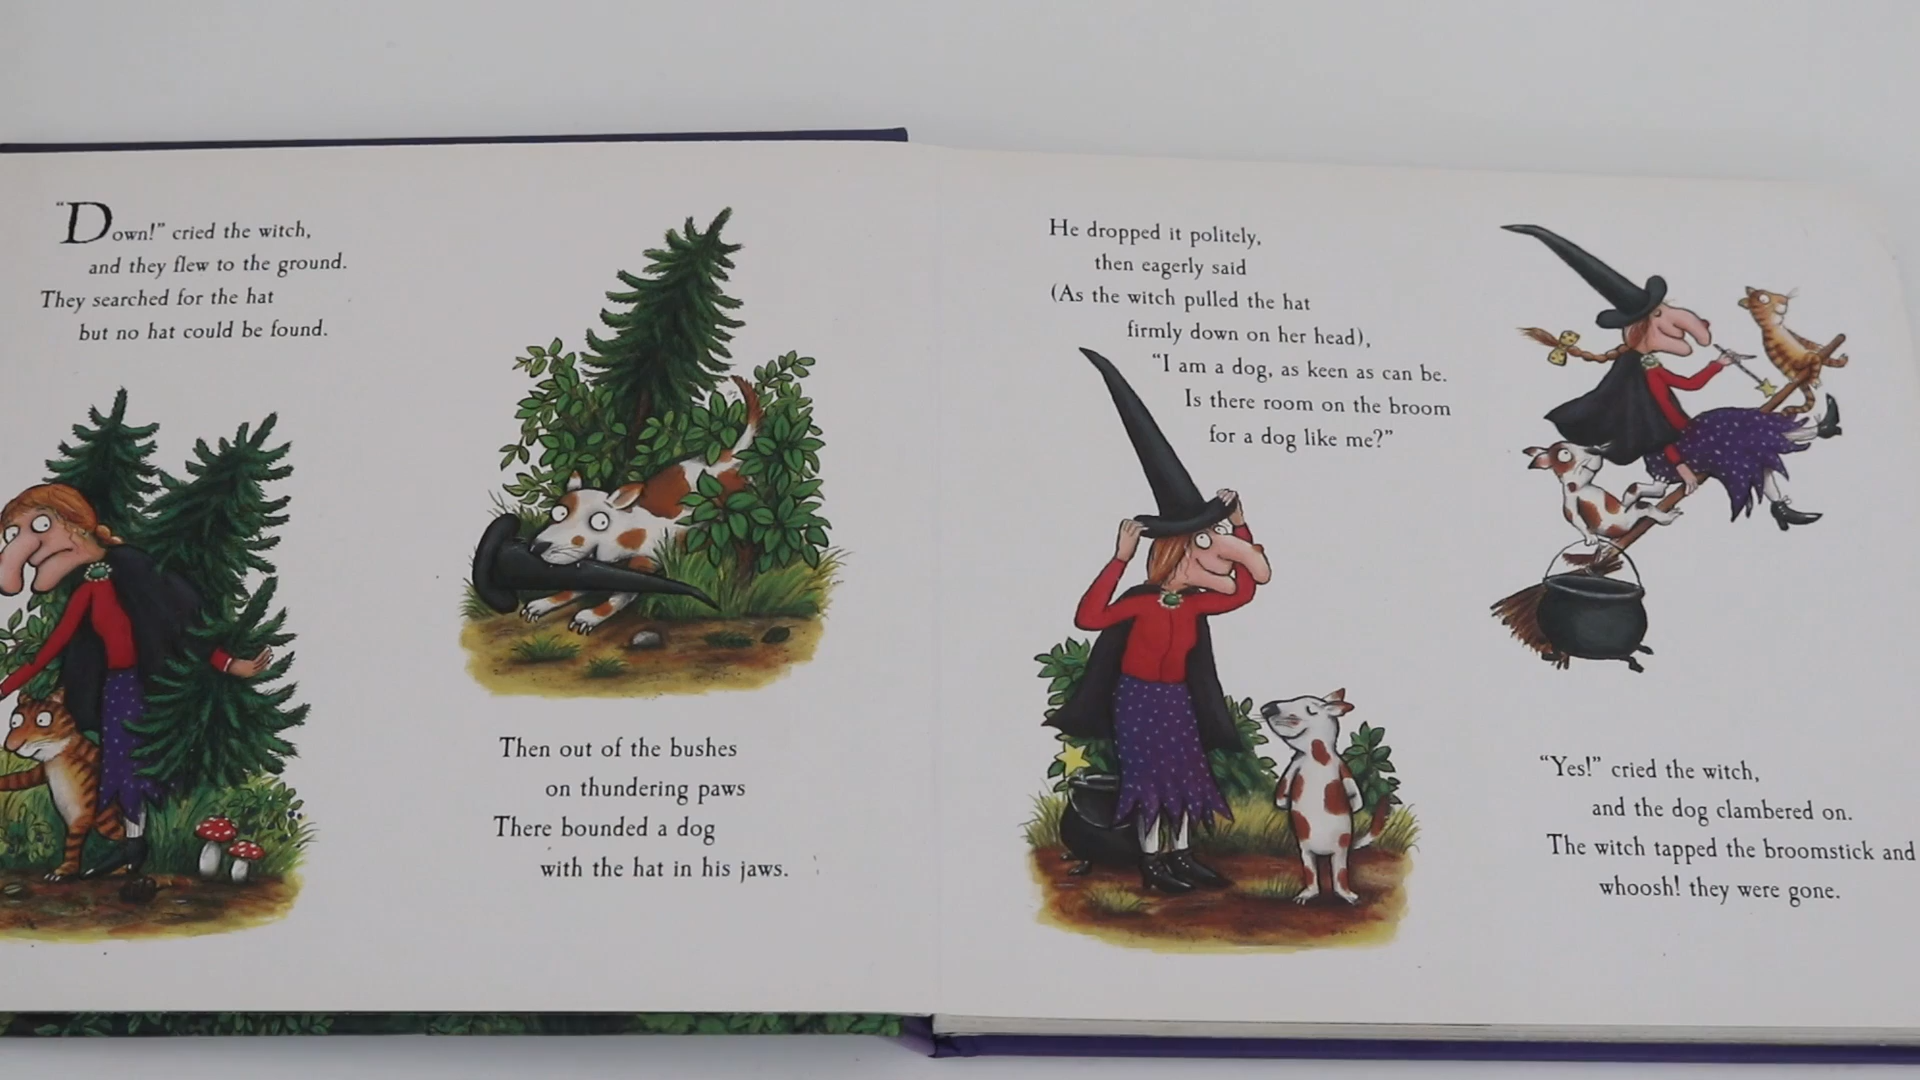 “Down!” cried the witch,
and they flew to the ground.
They searched for the hat
but no hat could be found.
Then out of the bushes
on thundering paws
There bounded a dog
with the hat in his jaws.
He dropped it politely,
then eagerly said
(As the witch pulled the hat
firmly down on her head),
“I am a dog, as keen as can be.
Is there room on the broom
for a dog like me?”
“Yes!” cried the witch,
and the dog clambered on.
The witch tapped the broomstick and
whoosh! they were gone.